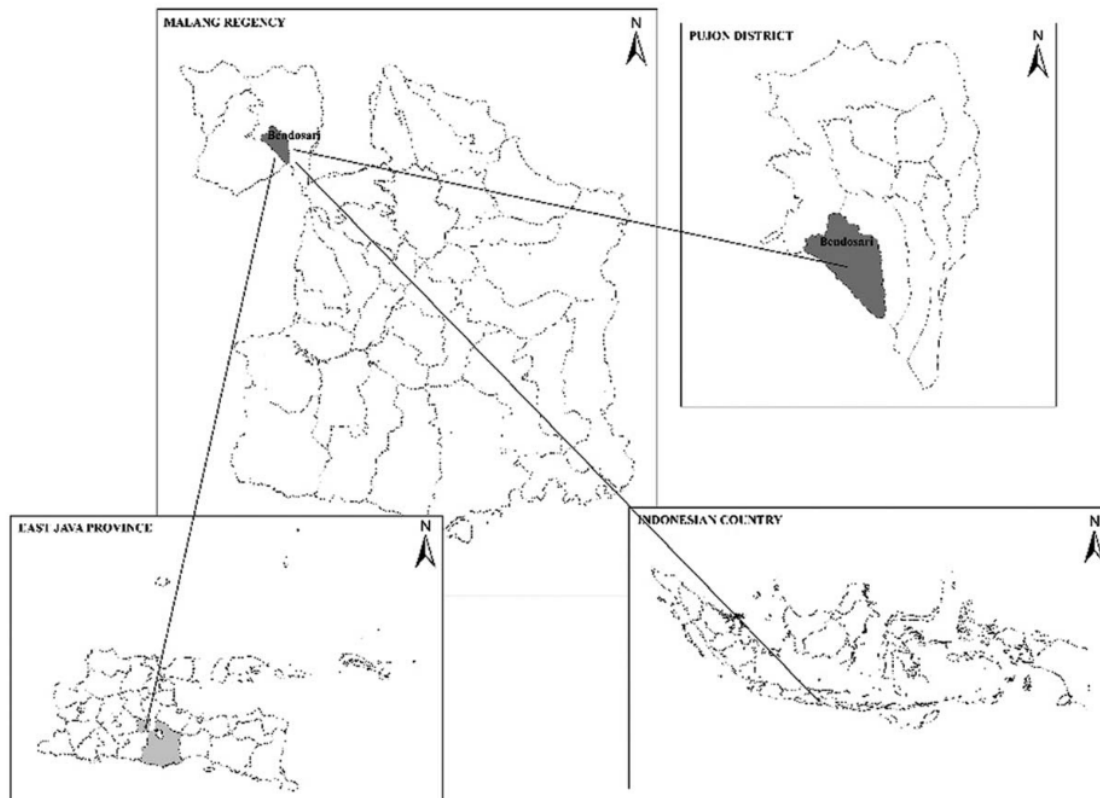 MALANG REGENCY
N
Bendosari
PUJON DISTRICT
N
Bendosari
EAST JAVA PROVINCE
N
INDONESIAN COUNTRY
N